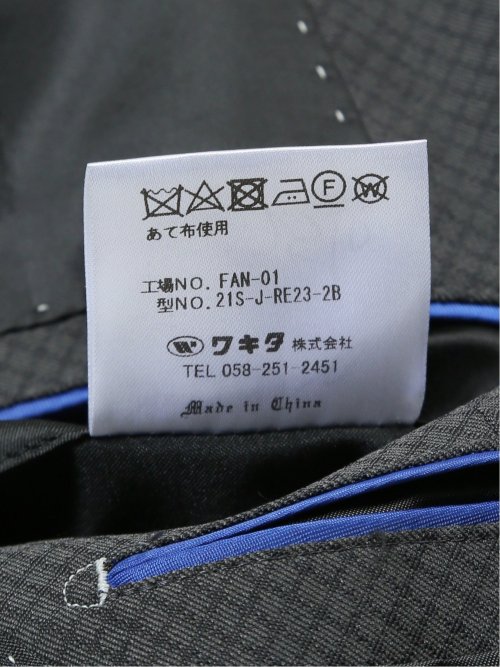 F W
あて布使用
工場NO. FAN-01
型NO. 21S-J-RE23-2B
W ワキタ 株式会社
TEL 058-251-2451
Made in China